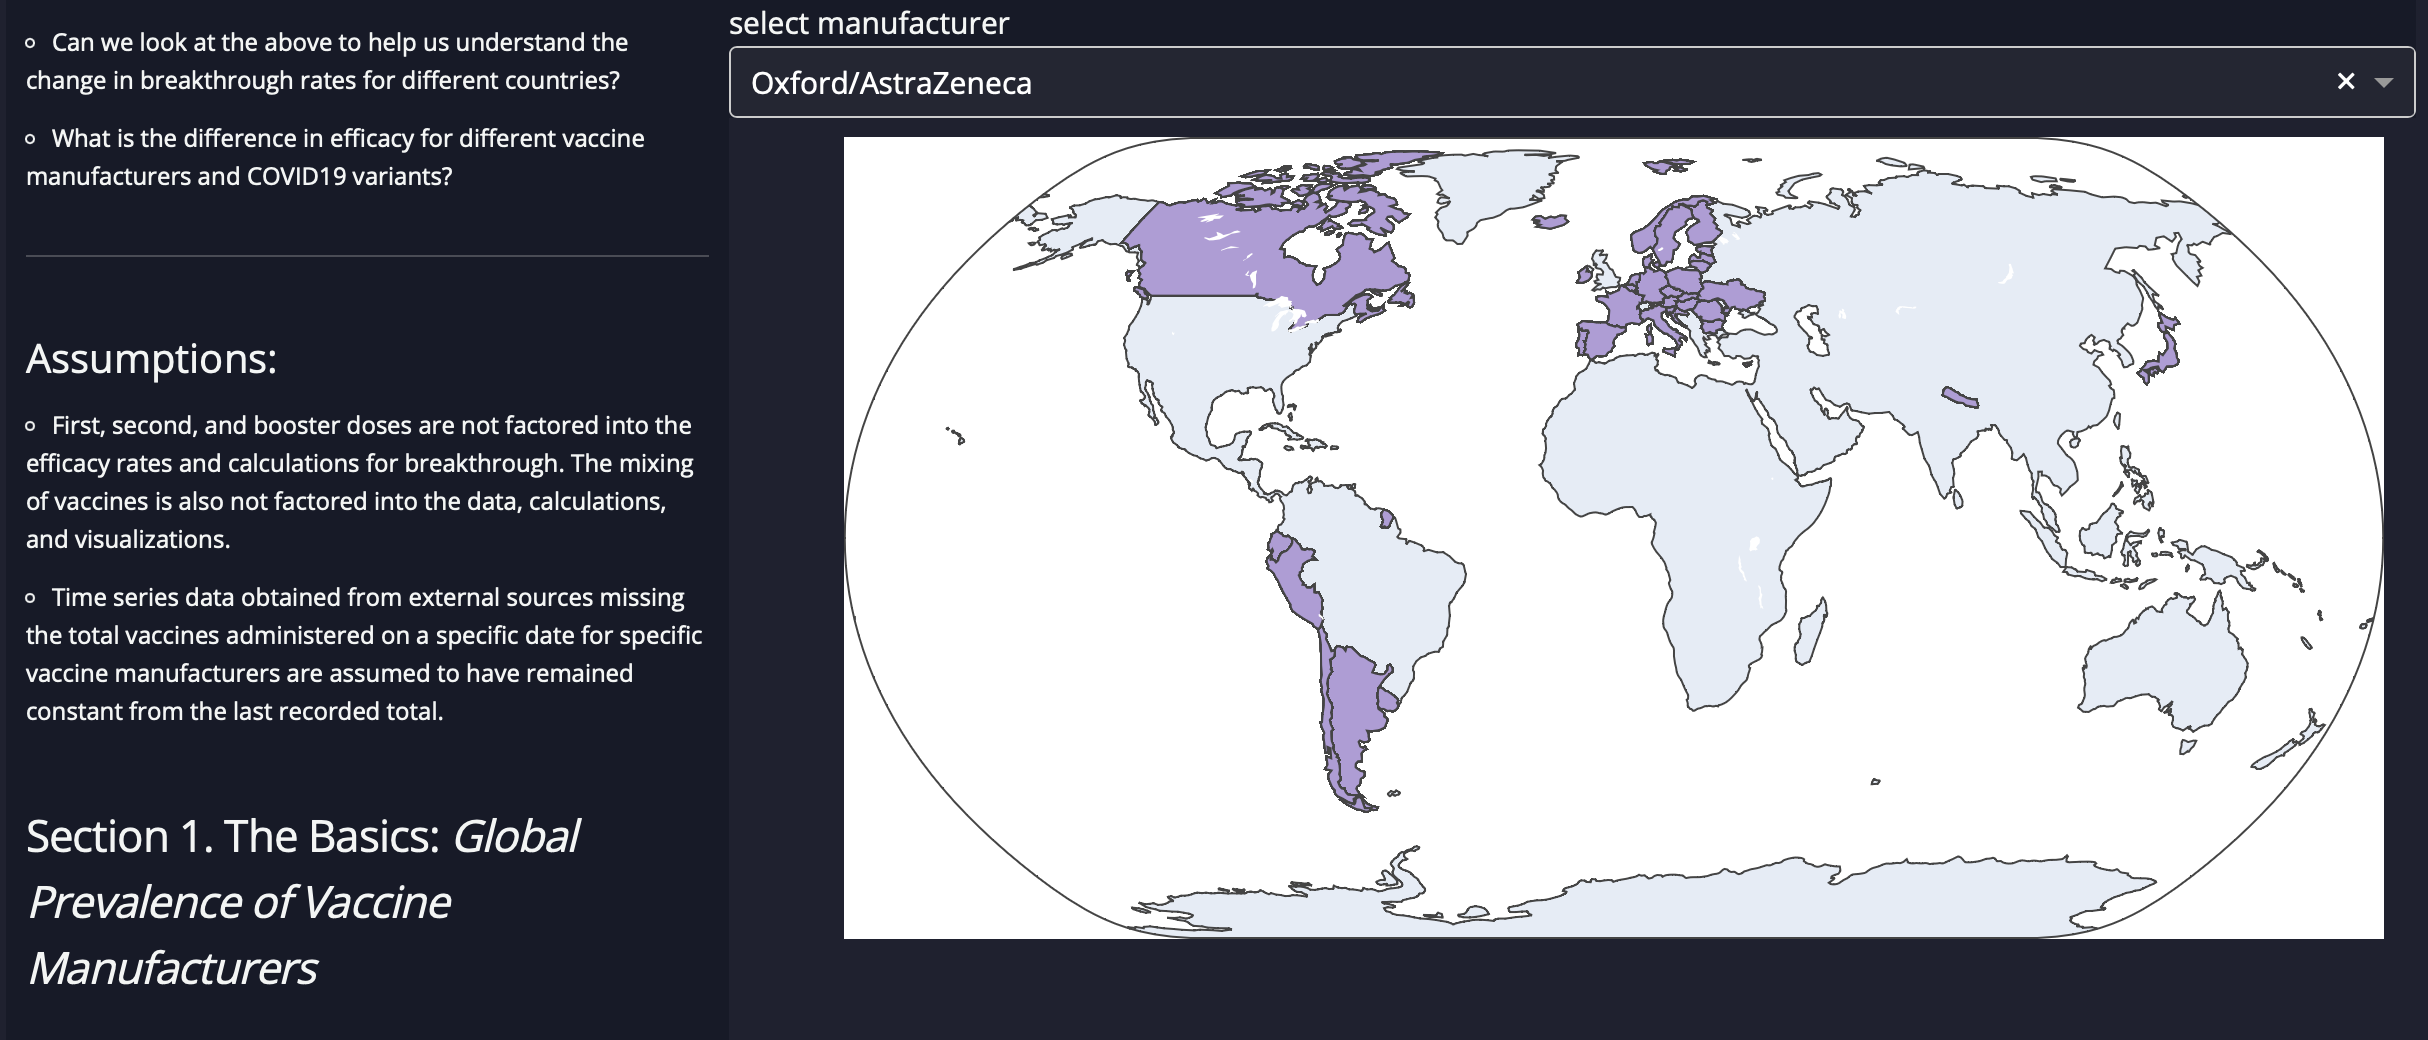 Can we look at the above to help us understand the
change in breakthrough rates for different countries?
What is the difference in efficacy for different vaccine
manufacturers and COVID19 variants?
Assumptions:
First, second, and booster doses are not factored into the
efficacy rates and calculations for breakthrough. The mixing
of vaccines is also not factored into the data, calculations,
and visualizations.
Time series data obtained from external sources missing
the total vaccines administered on a specific date for specific
vaccine manufacturers are assumed to have remained
constant from the last recorded total.
Section 1. The Basics: Global
Prevalence of Vaccine
Manufacturers
select manufacturer
Oxford/AstraZeneca